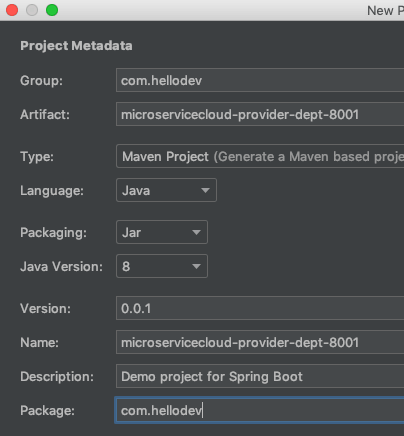 New P
Project Metadata
Group: com.hellodev
Artifact: microservicecloud-provider-dept-8001
Type: Maven Project (Generate a Maven based proje
Language: Java
Packaging: Jar
Java Version: 8
Version: 0.0.1
Name: microservicecloud-provider-dept-8001
Description: Demo project for Spring Boot
Package: com.hellodev